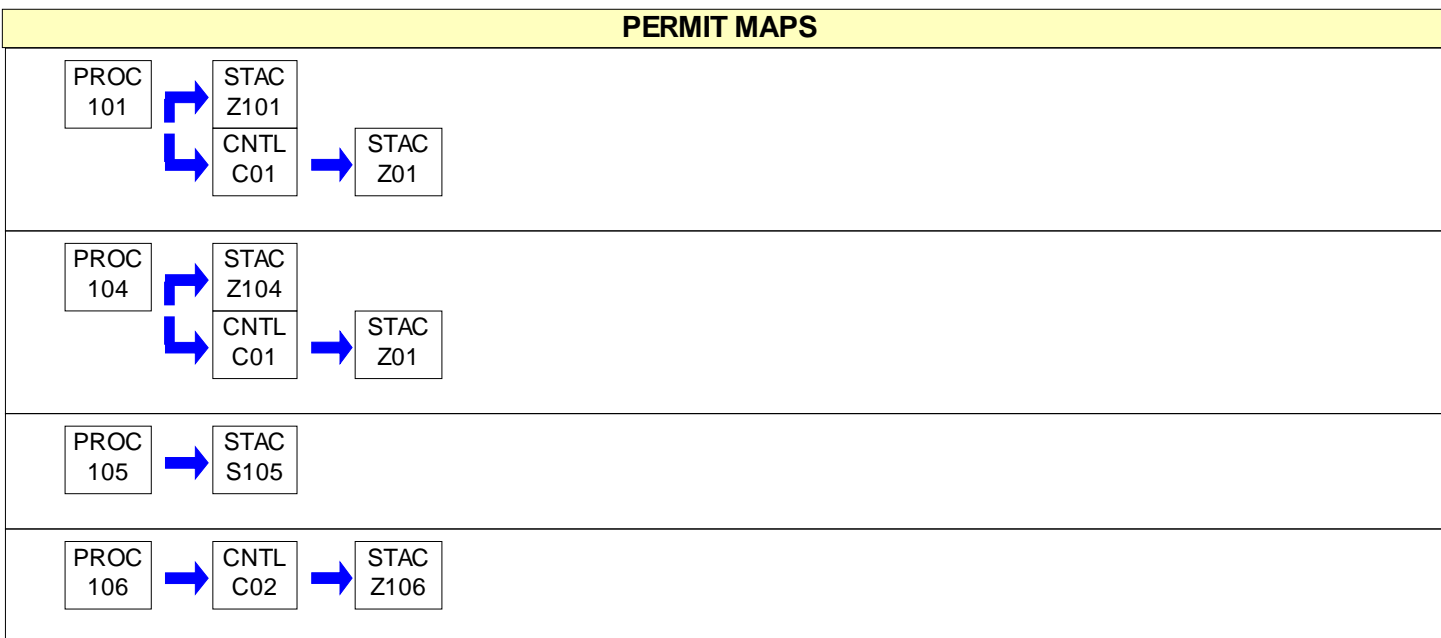 PERMIT MAPS
PROC
101
STAC
Z101
CNTL
C01
STAC
Z01
PROC
104
STAC
Z104
CNTL
C01
STAC
Z01
PROC
105
STAC
S105
PROC
106
CNTL
C02
STAC
Z106